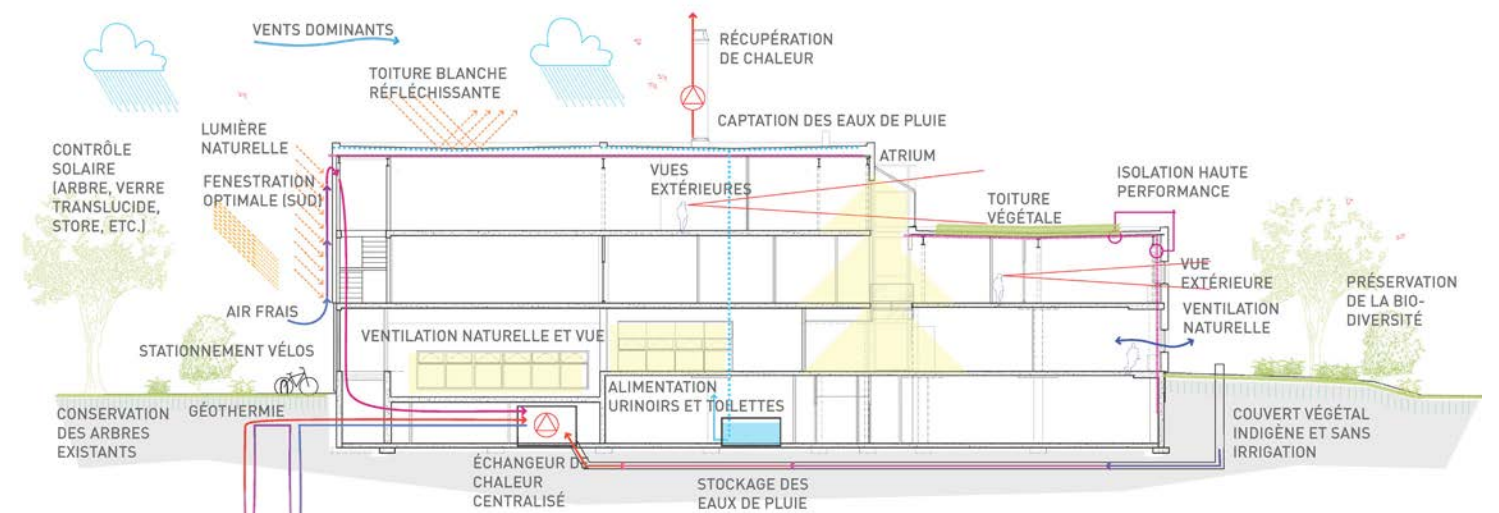 VENTS DOMINANTS
RÉCUPÉRATION
DE CHALEUR
TOITURE BLANCHE
RÉFLÉCHISSANTE
CAPTATION DES EAUX DE PLUIE
LUMIÈRE
NATURELLE
CONTRÔLE
SOLAIRE
(ARBRE, VERRE
TRANSLUCIDE,
STORE, ETC.)
FENESTRATION
OPTIMALE (SUD)
VUES
EXTÉRIEURES
ATRIUM
TOITURE
VÉGÉTALE
ISOLATION HAUTE
PERFORMANCE
VUE
EXTÉRIEURE
PRÉSERVATION
DE LA BIO-
DIVERSITÉ
AIR FRAIS
VENTILATION
NATURELLE
STATIONNEMENT VÉLOS
VENTILATION NATURELLE ET VUE
ALIMENTATION
URINOIRS ET TOILETTES
CONSERVATION
DES ARBRES
EXISTANTS
GÉOTHERMIE
COUVERT VÉGÉTAL
INDIGÈNE ET SANS
IRRIGATION
ÉCHANGEUR DE
CHALEUR
CENTRALISÉ
STOCKAGE DES
EAUX DE PLUIE